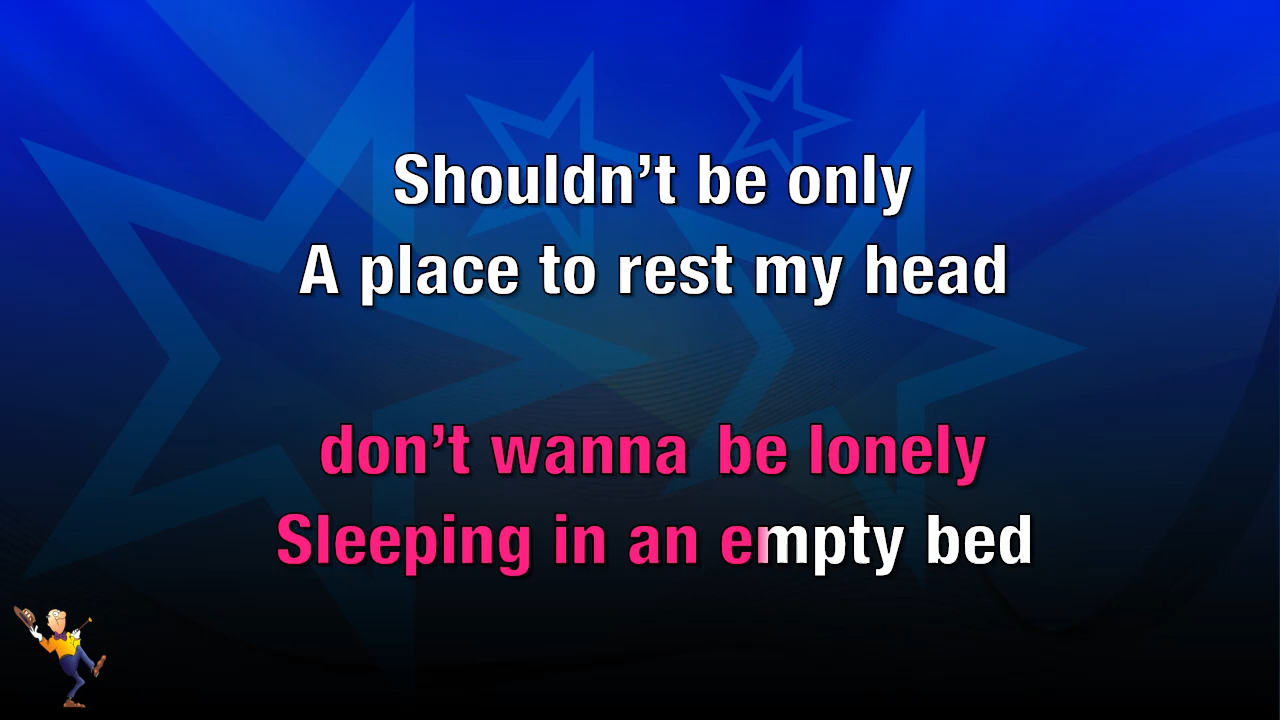 Shouldn't be only
A place to rest my head
don't wanna be lonely
Sleeping in an empty bed